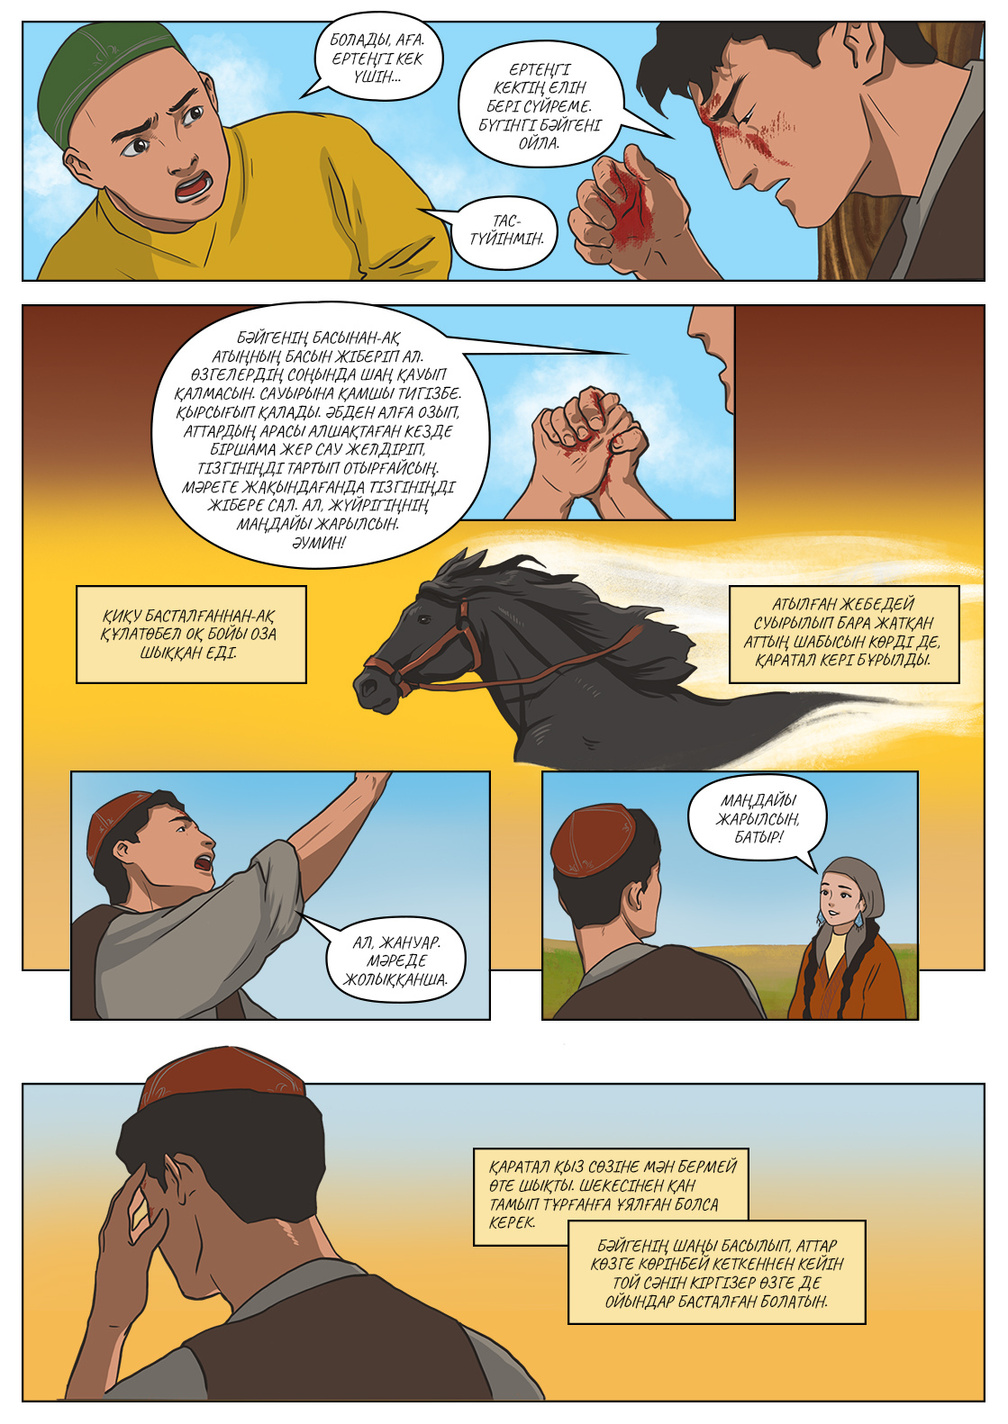 БОЛАДЫ, АҒА.
ЕРТЕҢГІ КЕК
ҮШІН...
ЕРТЕҢГІ
КЕКТІҢ ЕЛІН
БЕРІ СҮЙРЕМЕ.
БҮГІНГІ БӘЙГЕНІ
ОЙЛА.
ТАС-
ТҮЙІНМІН.
БӘЙГЕНІҢ БАСЫНАН-АҚ
АТЫҢНЫҢ БАСЫН ЖІБЕРІП АЛ.
ӨЗГЕЛЕРДІҢ СОҢЫНДА ШАҢ ҚАУЫП
ҚАЛМАСЫН. САУЫРЫНА ҚАМШЫ ТИГІЗБЕ.
ҚЫРСЫҒЫП ҚАЛАДЫ. ӘБДЕН АЛҒА ОЗЫП,
АТТАРДЫҢ АРАСЫ АЛШАҚТАҒАН КЕЗДЕ
БІРШАМА ЖЕР САУ ЖЕЛДІРІП,
ТІЗГІНІҢДІ ТАРТЫП ОТЫРҒАЙСЫҢ.
МӘРЕГЕ ЖАҚЫНДАҒАНДА ТІЗГІНІҢДІ
ЖІБЕРЕ САЛ. АЛ, ЖҮЙРІГІҢНІҢ
МАҢДАЙЫ ЖАРЫЛСЫН.
ӘУМИН!
ҚИҚУ БАСТАЛҒАННАН-АҚ
ҚҰЛАТӨБЕЛ ОҚ БОЙЫ ОЗА
ШЫҚҚАН ЕДІ.
АТЫЛҒАН ЖЕБЕДЕЙ
СУЫРЫЛЫП БАРА ЖАТҚАН
АТТЫҢ ШАБЫСЫН КӨРДІ ДЕ,
ҚАРАТАЛ КЕРІ БҰРЫЛДЫ.
АЛ, ЖАНУАР.
МӘРЕДЕ
ЖОЛЫҚҚАНША.
МАҢДАЙЫ
ЖАРЫЛСЫН,
БАТЫР!
ҚАРАТАЛ ҚЫЗ СӨЗІНЕ МӘН БЕРМЕЙ
ӨТЕ ШЫҚТЫ. ШЕКЕСІНЕН ҚАН
ТАМЫП ТҰРҒАНҒА ҰЯЛҒАН БОЛСА
КЕРЕК.
БӘЙГЕНІҢ ШАҢЫ БАСЫЛЫП, АТТАР
КӨЗГЕ КӨРІНБЕЙ КЕТКЕННЕН КЕЙІН
ТОЙ СӘНІН КІРГІЗЕР ӨЗГЕ ДЕ
ОЙЫНДАР БАСТАЛҒАН БОЛАТЫН.